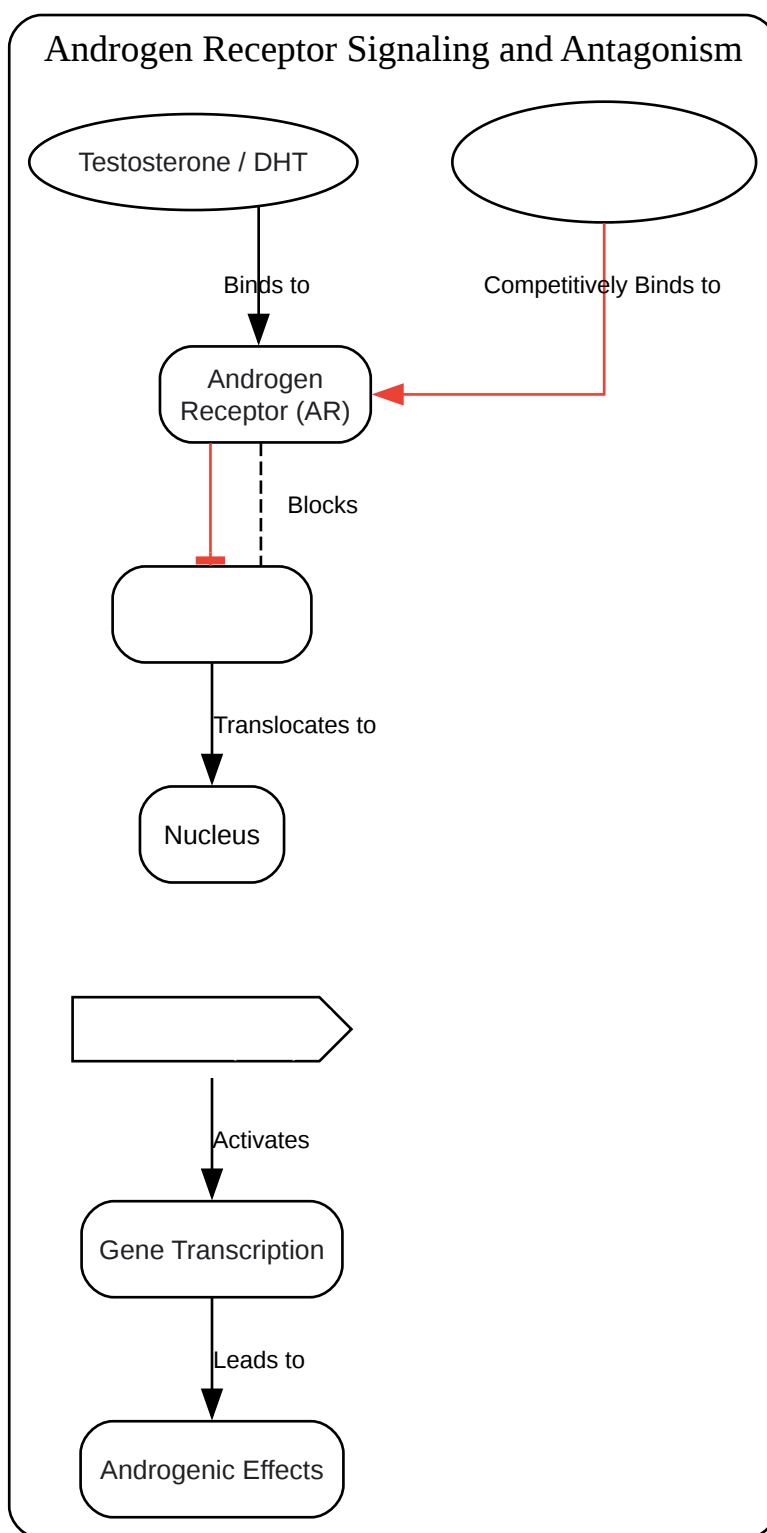 Androgen Receptor Signaling and Antagonism
Testosterone / DHT
Binds to
Competitively Binds to
Androgen
Receptor (AR)
Blocks
Translocates to
Nucleus
Activates
Gene Transcription
Leads to
Androgenic Effects